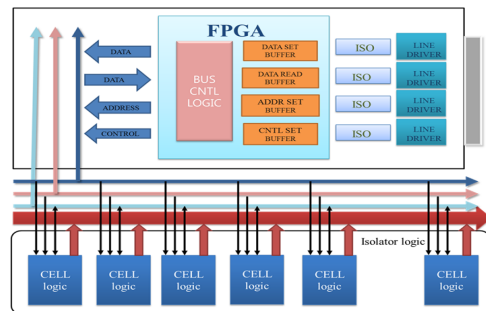 FPGA
DATA
DATA
ADDRESS
CONTROL
BUS
CNTL
LOGIC
DATA SET
BUFFER
DATA READ
BUFFER
ADDR SET
BUFFER
CNTL SET
BUFFER
ISO
ISO
ISO
ISO
LINE
DRIVER
LINE
DRIVER
LINE
DRIVER
LINE
DRIVER
Isolator logic
CELL
logic
CELL
logic
CELL
logic
CELL
logic
CELL
logic
CELL
logic